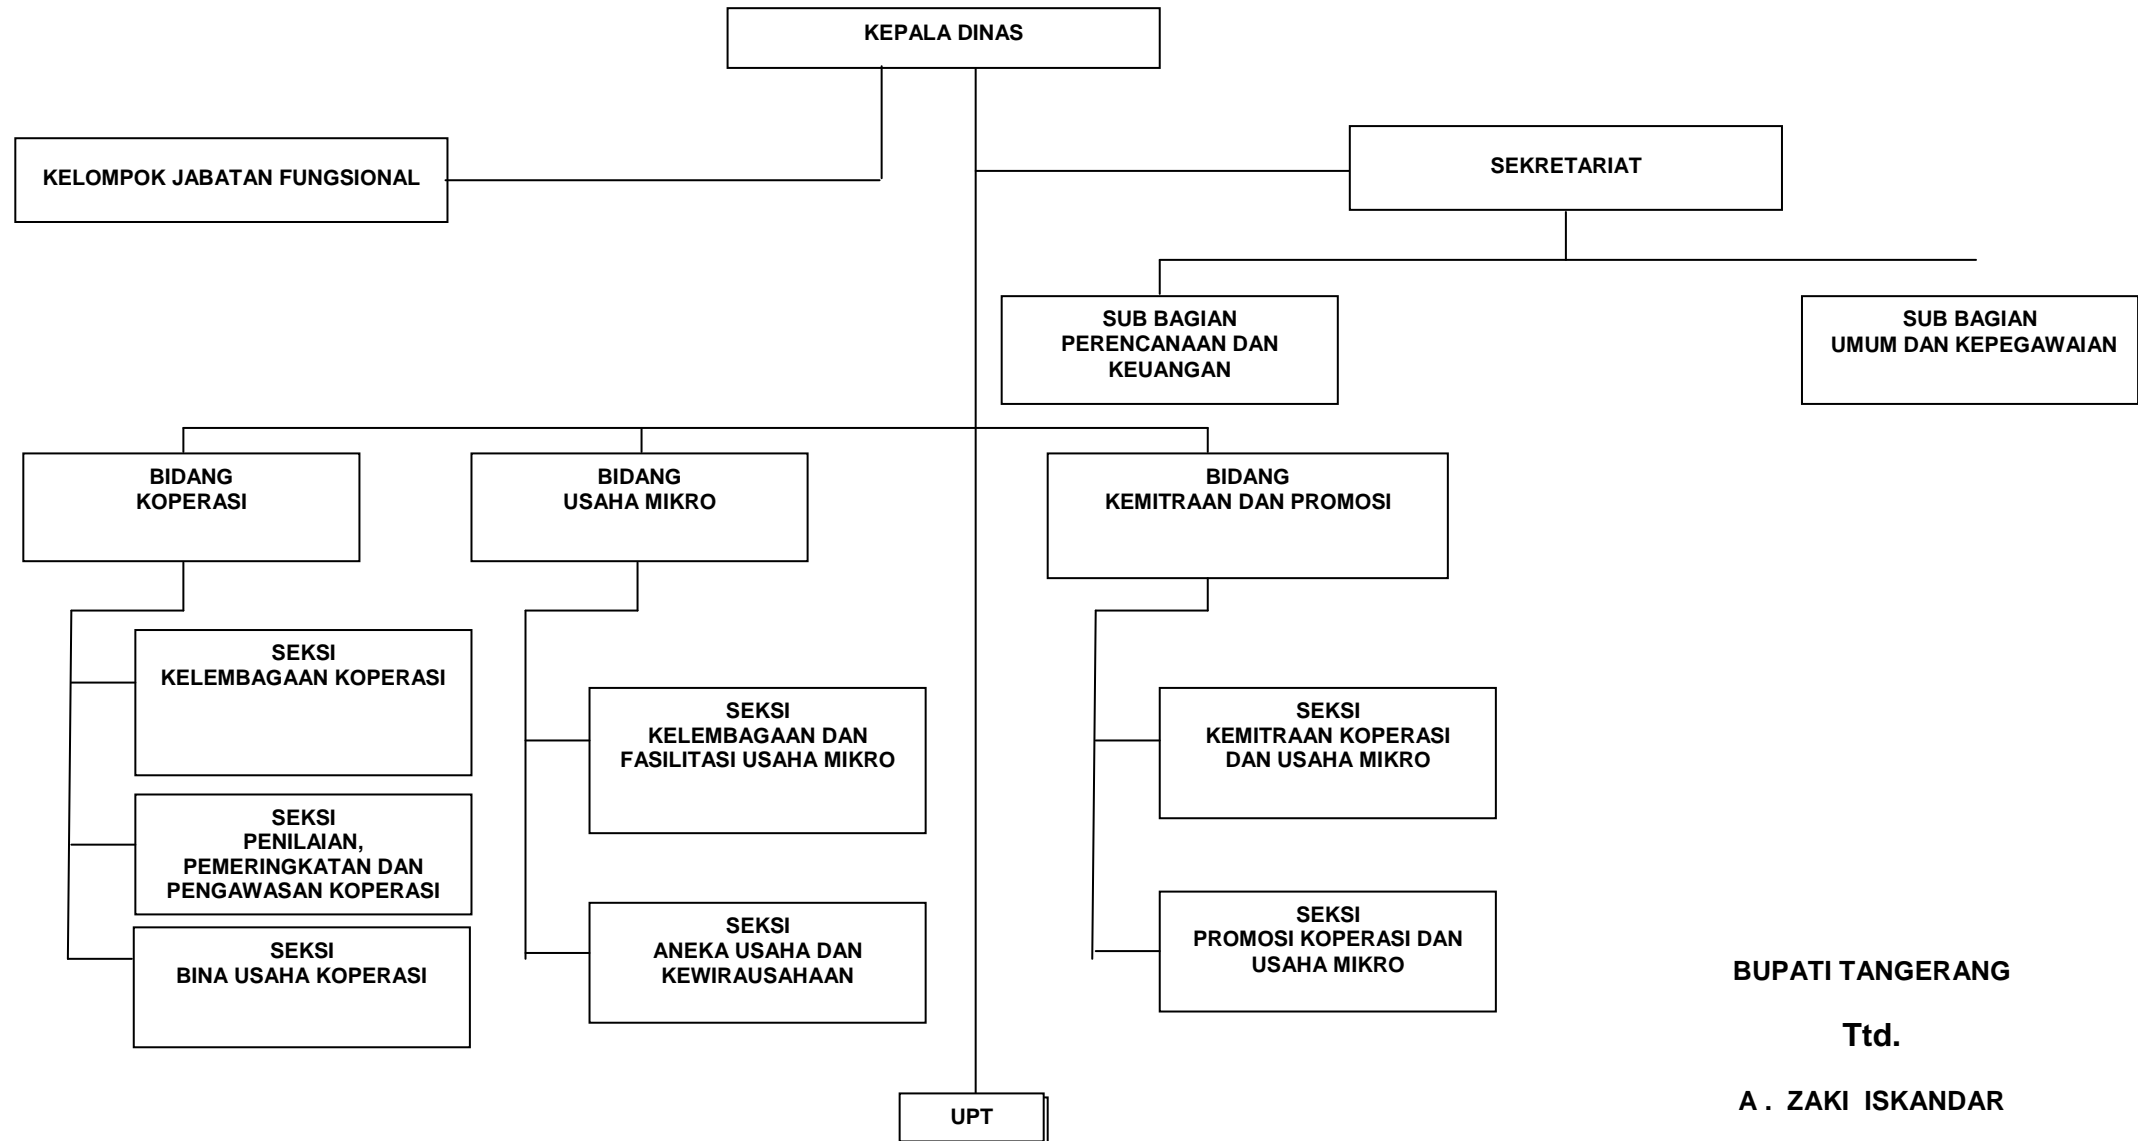 KEPALA DINAS
KELOMPOK JABATAN FUNGSIONAL
SEKRETARIAT
SUB BAGIAN
PERENCANAAN DAN
KEUANGAN
SUB BAGIAN
UMUM DAN KEPEGAWAIAN
BIDANG
KOPERASI
BIDANG
USAHA MIKRO
BIDANG
KEMITRAAN DAN PROMOSI
SEKSI
KELEMBAGAAN KOPERASI
SEKSI
PENILAIAN,
PEMERINGKATAN DAN
PENGAWASAN KOPERASI
SEKSI
BINA USAHA KOPERASI
SEKSI
KELEMBAGAAN DAN
FASILITASI USAHA MIKRO
SEKSI
ANEKA USAHA DAN
KEWIRAUSAHAAN
SEKSI
KEMITRAAN KOPERASI
DAN USAHA MIKRO
SEKSI
PROMOSI KOPERASI DAN
USAHA MIKRO
UPT
BUPATI TANGERANG
Ttd.
A . ZAKI ISKANDAR